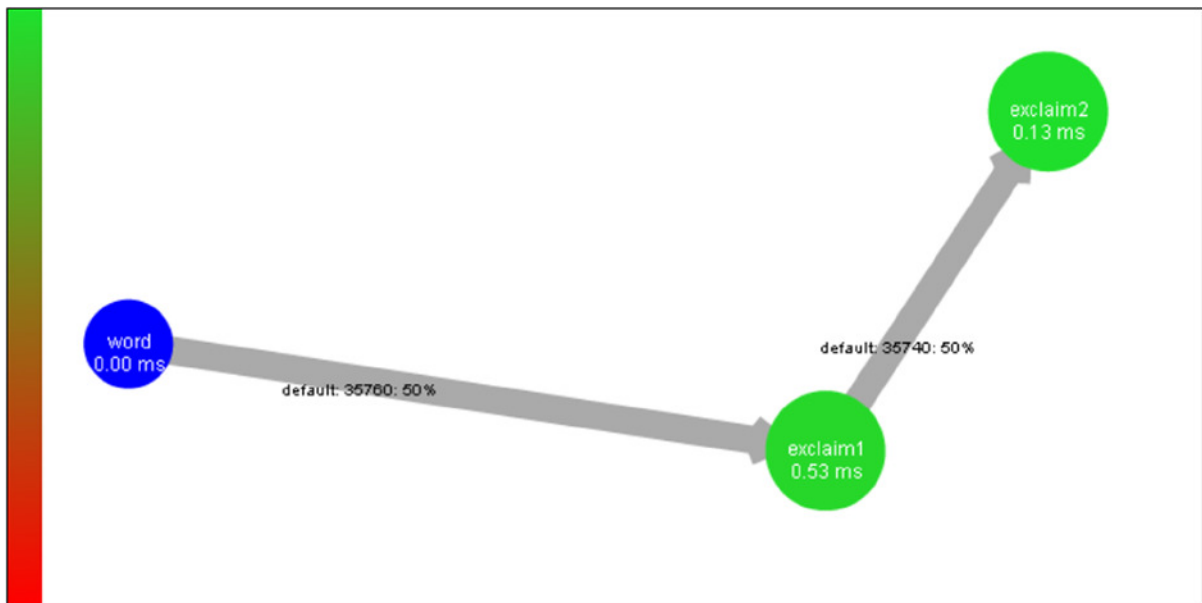 exclaim2
0.13 ms
word
0.00 ms
default: 35740: 50%
default: 35760: 50%
exclaim1
0.53 ms